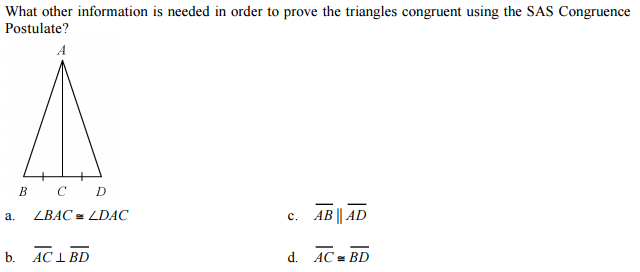 What other information is needed in order to prove the triangles congruent using the SAS Congruence
Postulate?
A
B C D
a. ∠BAC ≅ ∠DAC
c. AB || AD
b. AC ⊥ BD
d. AC ≅ BD